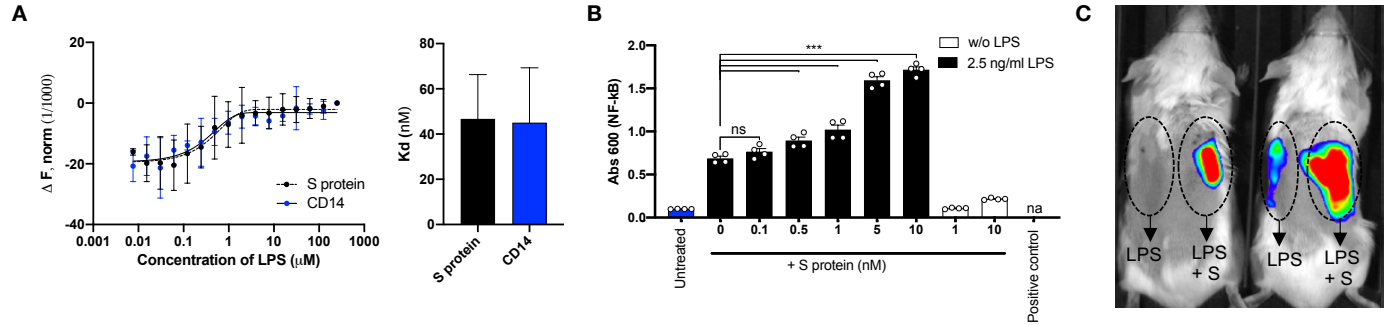 A
20
0
-20
-40
Δ F, norm (1/1000)
S protein
CD14
0.001
0.01
0.1
1
10
100
1000
Concentration of LPS (μM)
80
60
40
20
0
Kd (nM)
S protein
CD14
B
2.0
1.5
1.0
0.5
0.0
Abs 600 (NF-kB)
***
ns
w/o LPS
2.5 ng/ml LPS
na
Untreated
0
0.1
0.5
1
5
10
1
10
Positive control
+ S protein (nM)
C
LPS
LPS
+ S
LPS
LPS
+ S